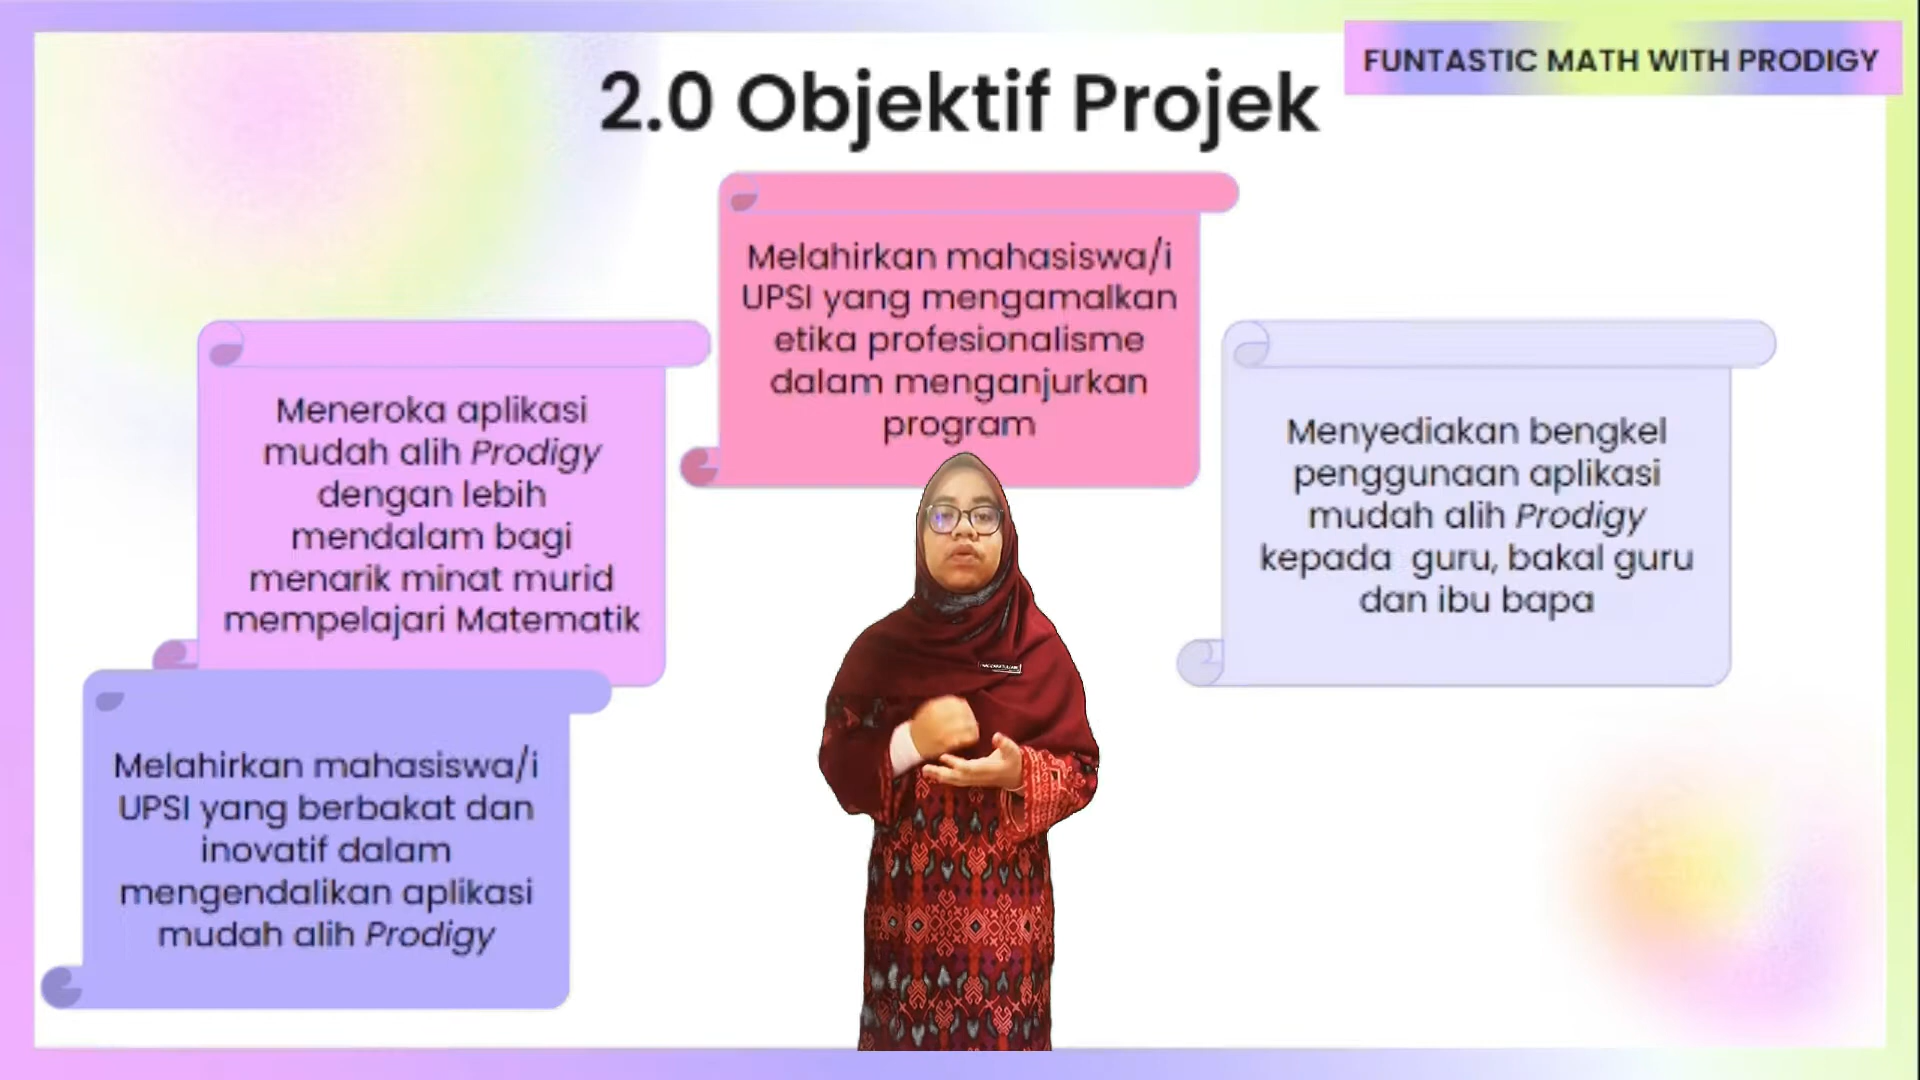 FUNTASTIC MATH WITH PRODIGY
2.0 Objektif Projek
Melahirkan mahasiswa/i
UPSI yang mengamalkan
etika profesionalisme
dalam menganjurkan
program
Meneroka aplikasi
mudah alih Prodigy
dengan lebih
mendalam bagi
menarik minat murid
mempelajari Matematik
Menyediakan bengkel
penggunaan aplikasi
mudah alih Prodigy
kepada guru, bakal guru
dan ibu bapa
Melahirkan mahasiswa/i
UPSI yang berbakat dan
inovatif dalam
mengendalikan aplikasi
mudah alih Prodigy